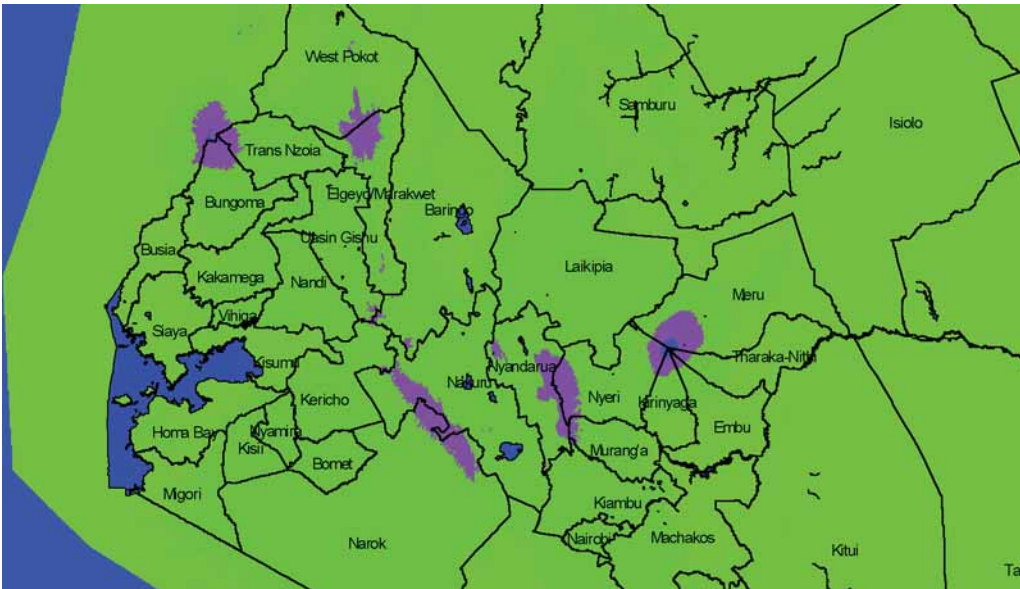 West Pokot
Samburu
Isiolo
Trans Nzoia
Elgeyo/Marakwet
Bungoma
Baringo
Uasin Gishu
Busia
Laikipia
Kakamega
Nandi
Meru
Vihiga
Siaya
Tharaka-Nithi
Kisumu
Nyandarua
Nakuru
Nyeri
Kirinyaga
Kericho
Embu
Homa Bay
Nyamira
Kisii
Murang'a
Bomet
Migori
Kiambu
Nairobi
Machakos
Narok
Kitui
Ta